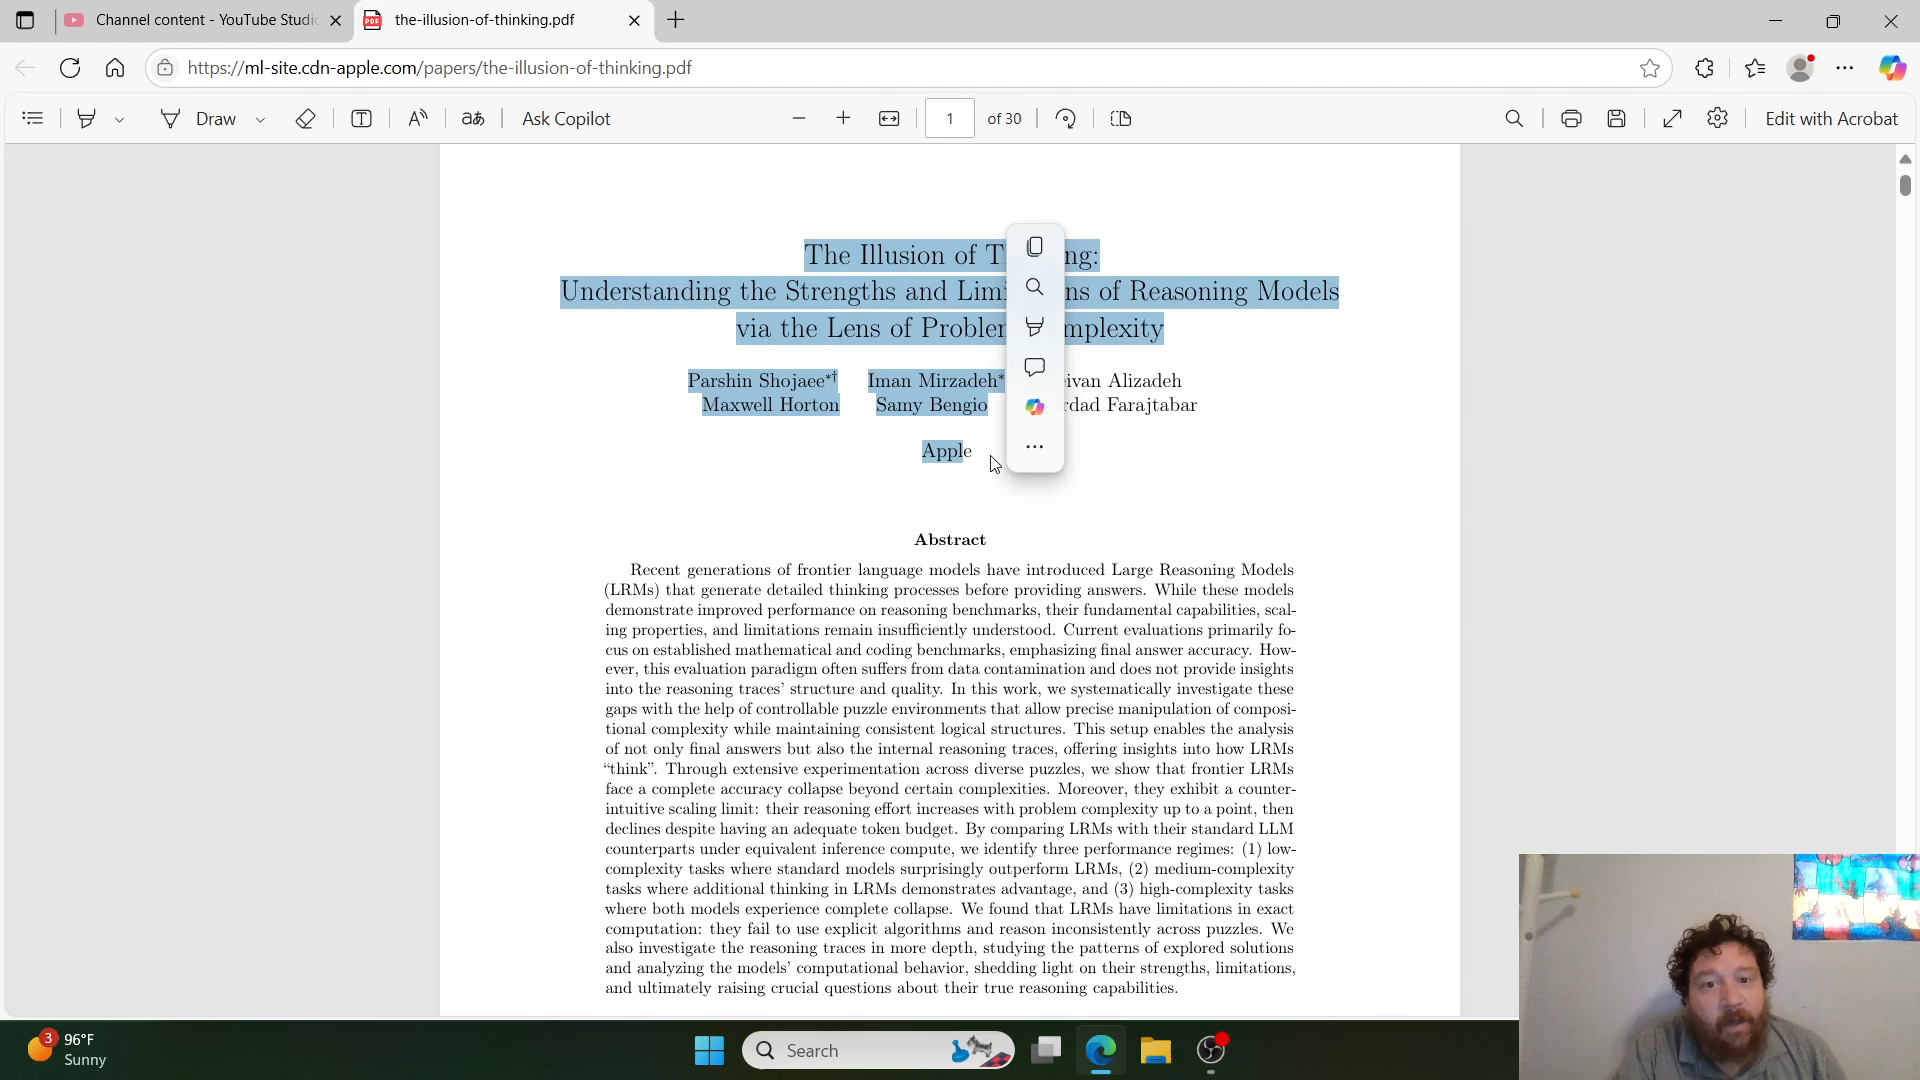 Channel content - YouTube Studio
the-illusion-of-thinking.pdf
https://ml-site.cdn-apple.com/papers/the-illusion-of-thinking.pdf
Draw
Ask Copilot
1 of 30
Edit with Acrobat
The Illusion of T ng:
Understanding the Strengths and Limi ns of Reasoning Models
via the Lens of Problem mplexity
Parshin Shojaee*† Iman Mirzadeh* eivan Alizadeh
Maxwell Horton Samy Bengio rdad Farajtabar
Apple
Abstract
Recent generations of frontier language models have introduced Large Reasoning Models
(LRMs) that generate detailed thinking processes before providing answers. While these models
demonstrate improved performance on reasoning benchmarks, their fundamental capabilities, scal-
ing properties, and limitations remain insufficiently understood. Current evaluations primarily fo-
cus on established mathematical and coding benchmarks, emphasizing final answer accuracy. How-
ever, this evaluation paradigm often suffers from data contamination and does not provide insights
into the reasoning traces' structure and quality. In this work, we systematically investigate these
gaps with the help of controllable puzzle environments that allow precise manipulation of composi-
tional complexity while maintaining consistent logical structures. This setup enables the analysis
of not only final answers but also the internal reasoning traces, offering insights into how LRMs
“think”. Through extensive experimentation across diverse puzzles, we show that frontier LRMs
face a complete accuracy collapse beyond certain complexities. Moreover, they exhibit a counter-
intuitive scaling limit: their reasoning effort increases with problem complexity up to a point, then
declines despite having an adequate token budget. By comparing LRMs with their standard LLM
counterparts under equivalent inference compute, we identify three performance regimes: (1) low-
complexity tasks where standard models surprisingly outperform LRMs, (2) medium-complexity
tasks where additional thinking in LRMs demonstrates advantage, and (3) high-complexity tasks
where both models experience complete collapse. We found that LRMs have limitations in exact
computation: they fail to use explicit algorithms and reason inconsistently across puzzles. We
also investigate the reasoning traces in more depth, studying the patterns of explored solutions
and analyzing the models' computational behavior, shedding light on their strengths, limitations,
and ultimately raising crucial questions about their true reasoning capabilities.
3
96°F
Sunny
Search